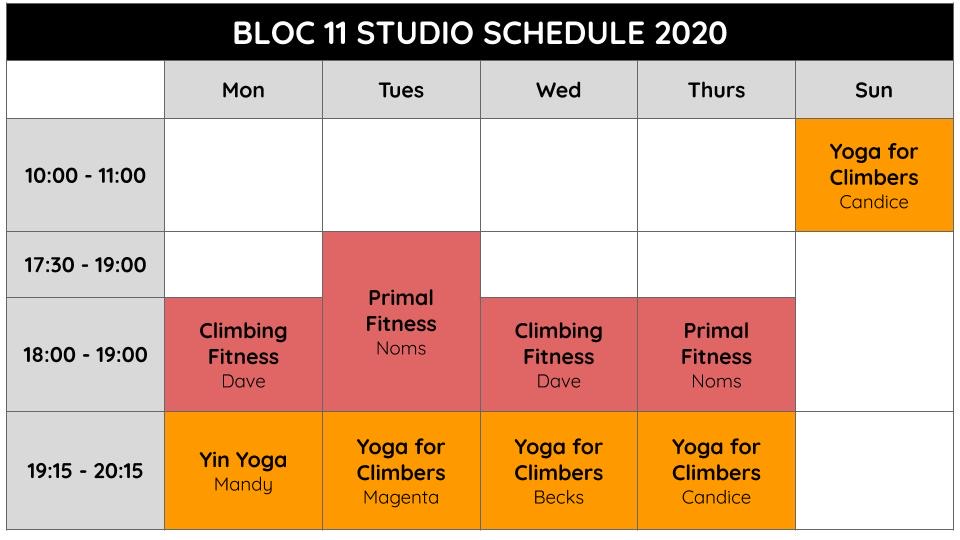 BLOC 11 STUDIO SCHEDULE 2020
Mon Tues Wed Thurs Sun
10:00 - 11:00
Yoga for
Climbers
Candice
17:30 - 19:00
Primal
Fitness
Noms
18:00 - 19:00
Climbing
Fitness
Dave
Climbing
Fitness
Dave
Primal
Fitness
Noms
19:15 - 20:15
Yin Yoga
Mandy
Yoga for
Climbers
Magenta
Yoga for
Climbers
Becks
Yoga for
Climbers
Candice